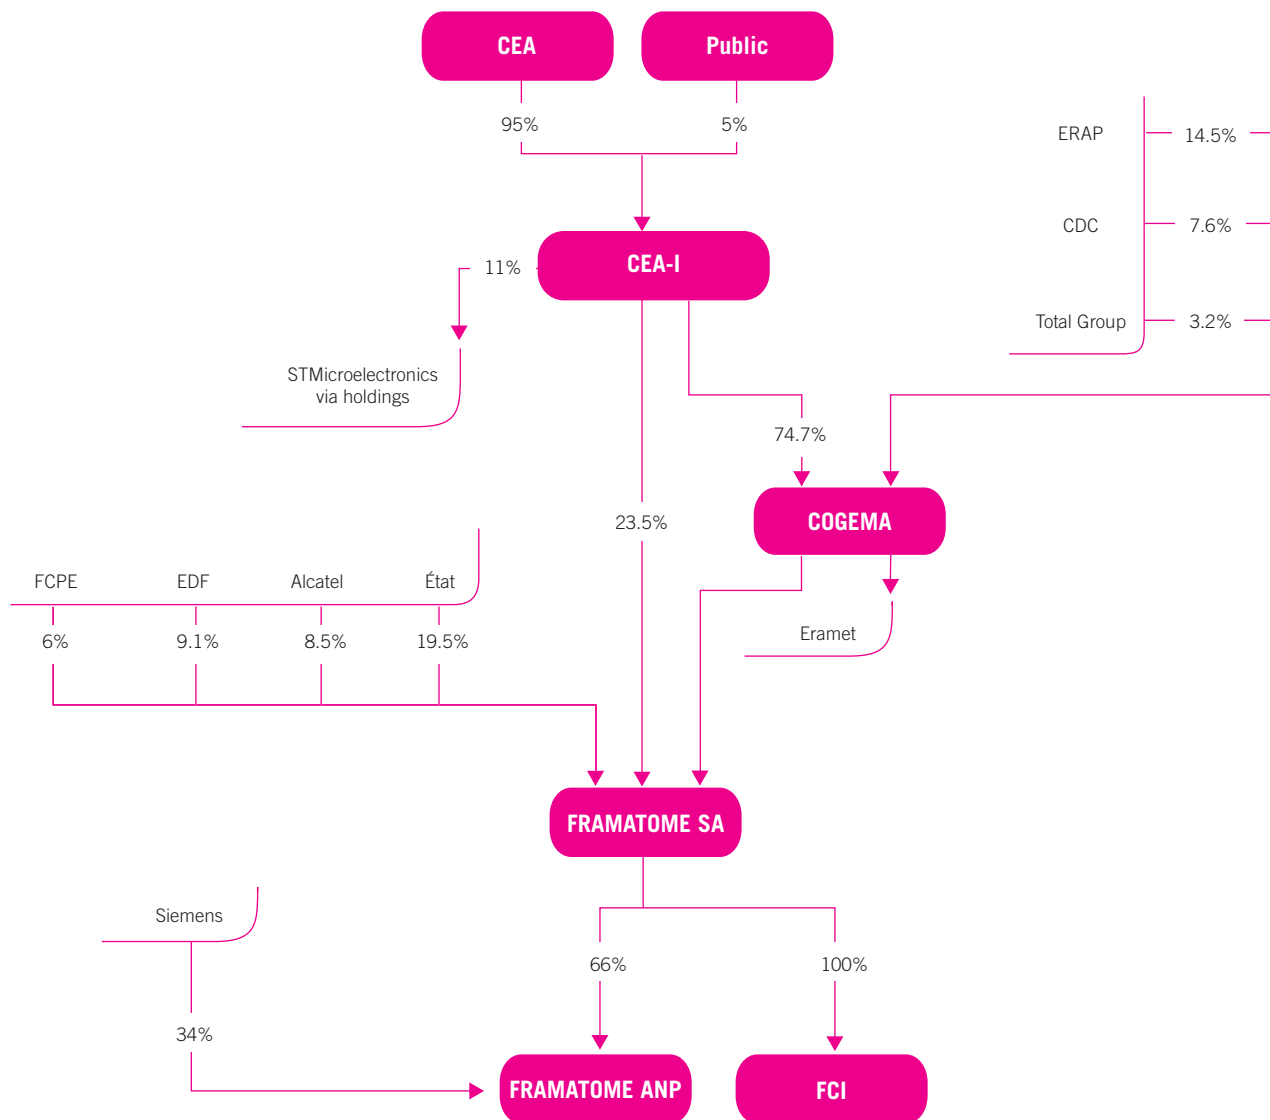 CEA
Public
95%
5%
ERAP
14.5%
CDC
7.6%
CEA-I
11%
Total Group
3.2%
STMicroelectronics
via holdings
74.7%
COGEMA
23.5%
FCPE
EDF
Alcatel
État
6%
9.1%
8.5%
19.5%
Eramet
FRAMATOME SA
Siemens
66%
100%
34%
FRAMATOME ANP
FCI